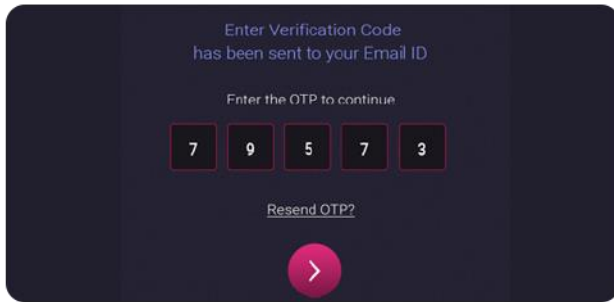 Enter Verification Code
has been sent to your Email ID
Enter the OTP to continue
7 9 5 7 3
Resend OTP?